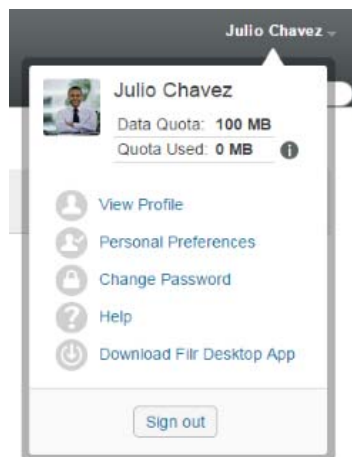 Julio Chavez
Julio Chavez
Data Quota: 100 MB
Quota Used: 0 MB
View Profile
Personal Preferences
Change Password
Help
Download Filr Desktop App
Sign out